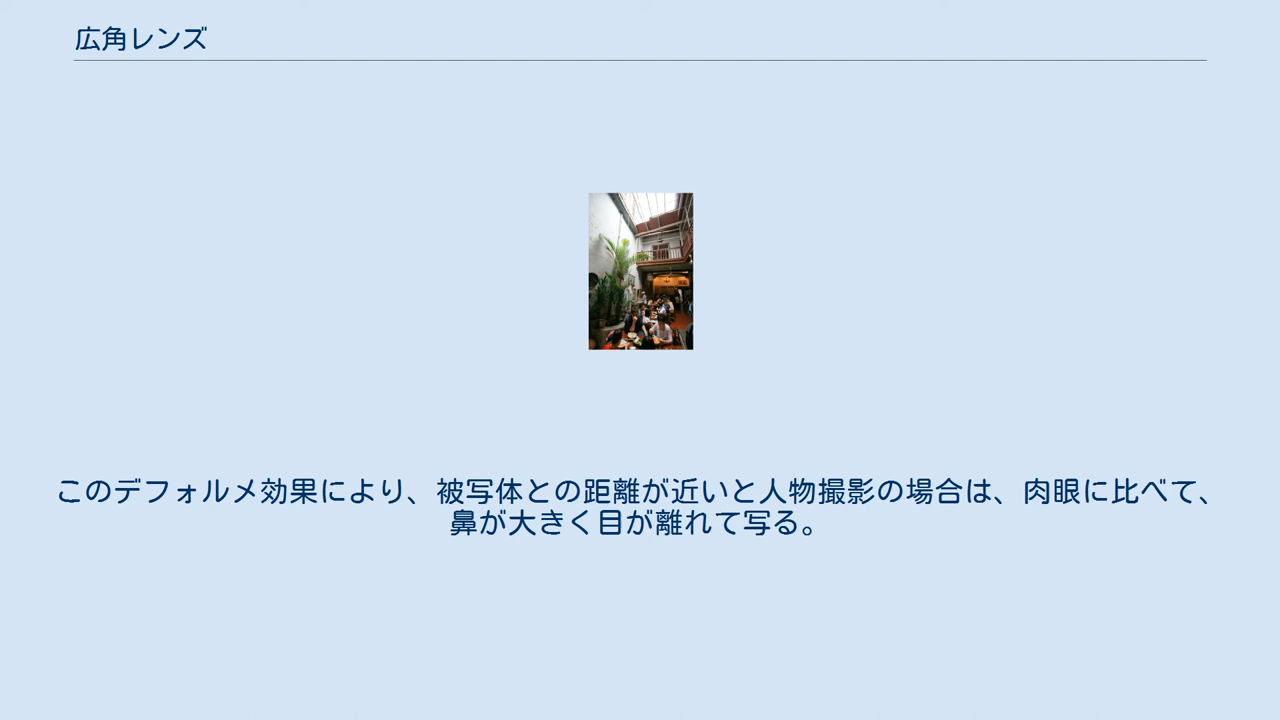 広角レンズ
このデフォルメ効果により、被写体との距離が近いと人物撮影の場合は、肉眼に比べて、
鼻が大きく目が離れて写る。